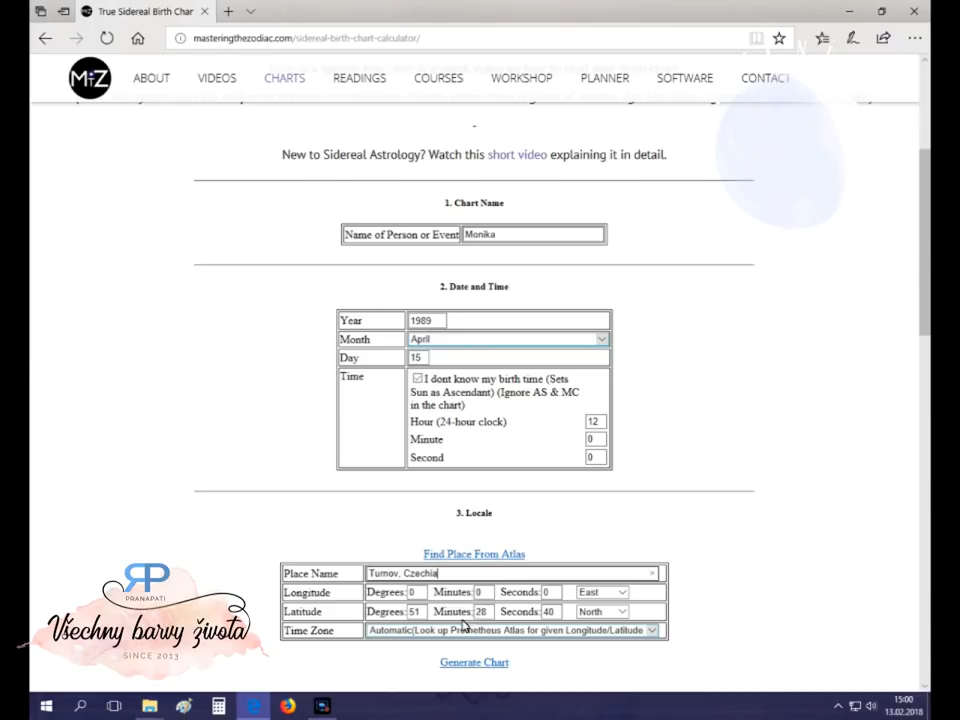 True Sidereal Birth Char
masteringthezodiac.com/sidereal-birth-chart-calculator/
MTZ
ABOUT VIDEOS CHARTS READINGS COURSES WORKSHOP PLANNER SOFTWARE CONTACT
-
New to Sidereal Astrology? Watch this short video explaining it in detail.
1. Chart Name
Name of Person or Event Monika
2. Date and Time
Year 1989
Month April
Day 15
Time I dont know my birth time (Sets
Sun as Ascendant) (Ignore AS & MC
in the chart)
Hour (24-hour clock) 12
Minute 0
Second 0
3. Locale
Find Place From Atlas
Place Name Turnov, Czechia
Longitude Degrees: 0 Minutes: 0 Seconds: 0 East
Latitude Degrees: 51 Minutes: 28 Seconds: 40 North
Time Zone Automatic(Look up Prometheus Atlas for given Longitude/Latitude
Generate Chart
RP
PRANAPATI
Všechny barvy života
SINCE 2013
15:00
13.02.2018